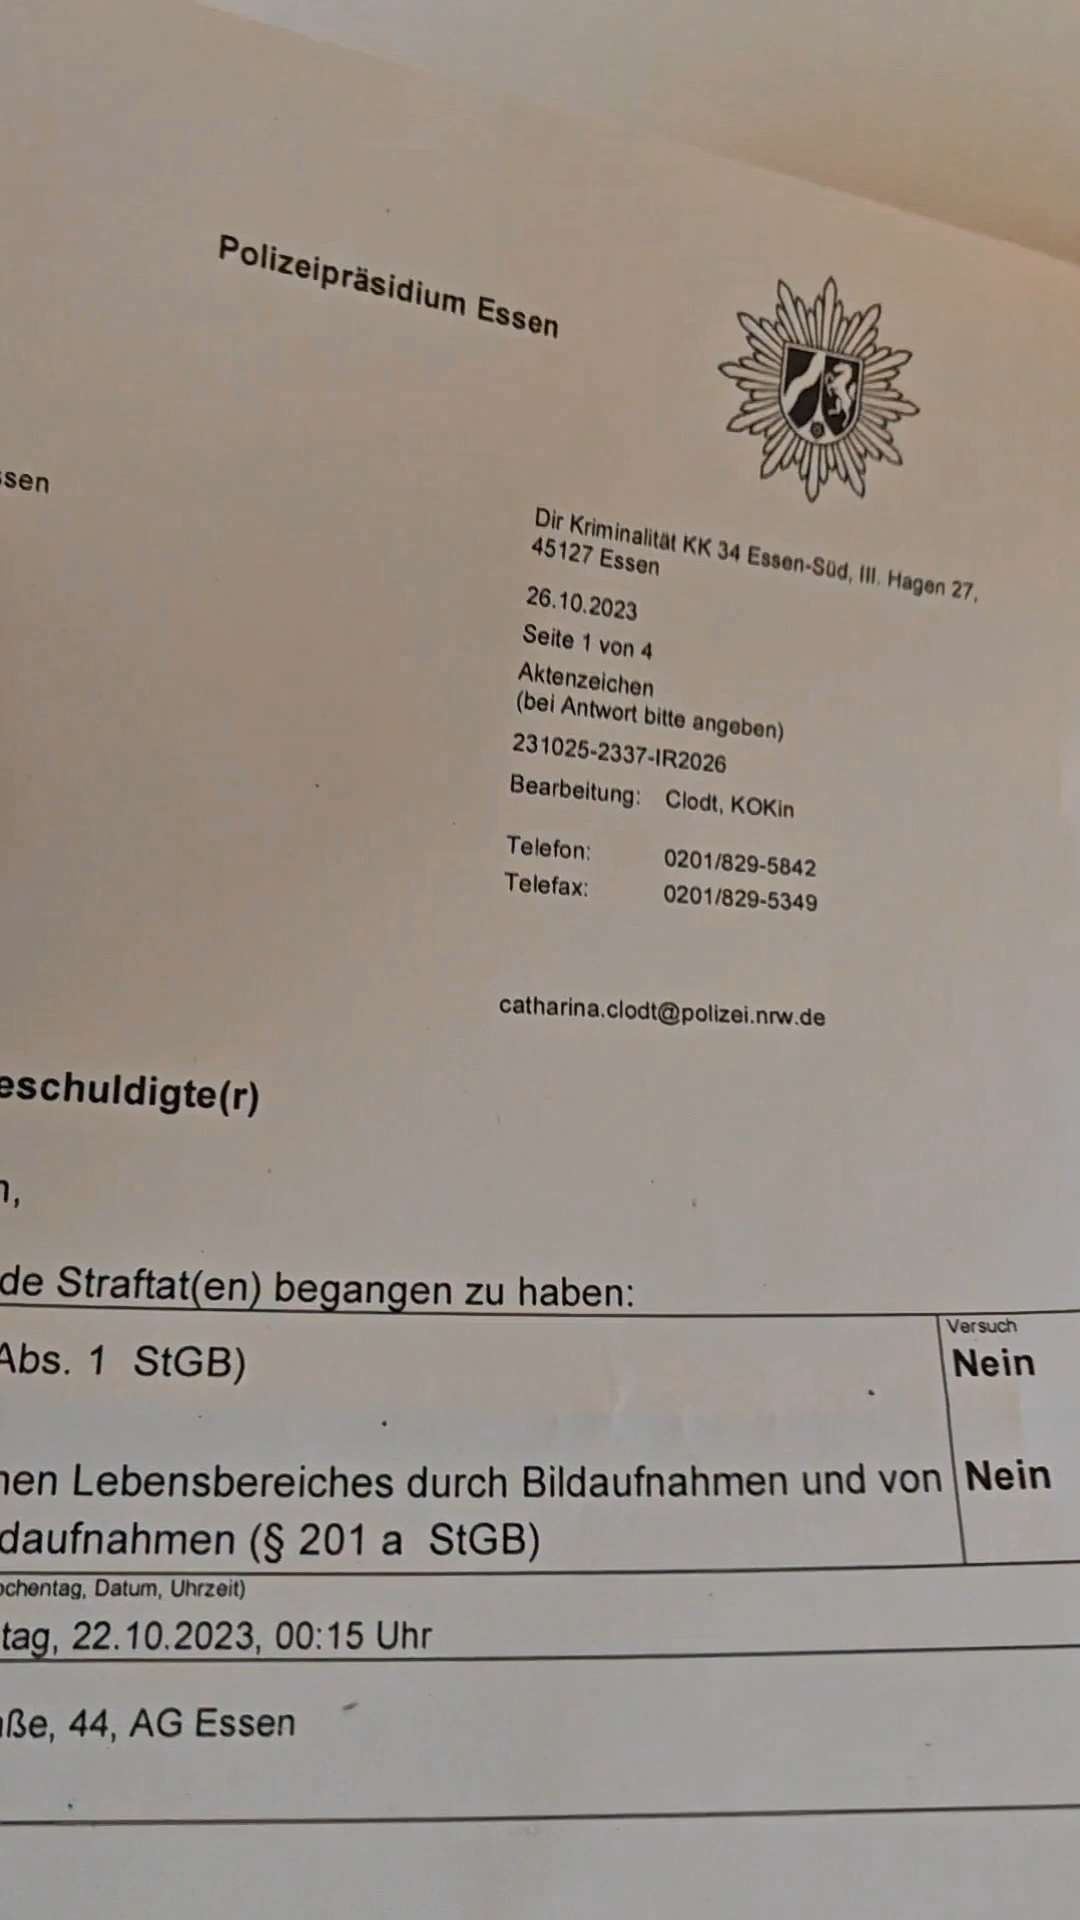 Polizeipräsidium Essen
ssen
Dir Kriminalität KK 34 Essen-Süd, III. Hagen 27,
45127 Essen
26.10.2023
Seite 1 von 4
Aktenzeichen
(bei Antwort bitte angeben)
231025-2337-IR2026
Bearbeitung: Clodt, KOKin
Telefon: 0201/829-5842
Telefax: 0201/829-5349
catharina.clodt@polizei.nrw.de
eschuldigte(r)
n,
de Straftat(en) begangen zu haben:
Versuch
Abs. 1 StGB) Nein
nen Lebensbereiches durch Bildaufnahmen und von Nein
daufnahmen (§ 201 a StGB)
ochentag, Datum, Uhrzeit)
tag, 22.10.2023, 00:15 Uhr
aße, 44, AG Essen